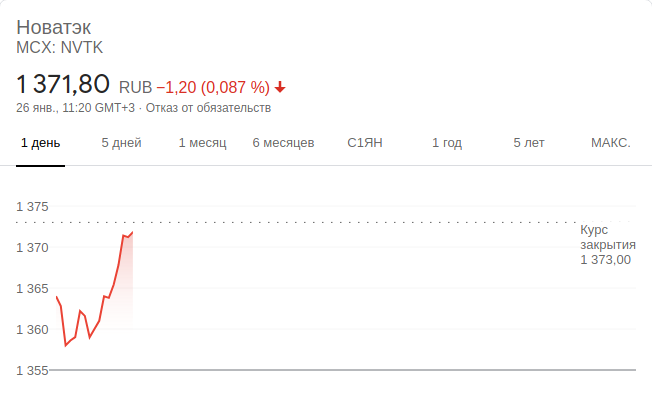 Новатэк
MCX: NVTK
1 371,80 RUB −1,20 (0,087 %)
26 янв., 11:20 GMT+3 · Отказ от обязательств
1 день 5 дней 1 месяц 6 месяцев С1ЯН 1 год 5 лет МАКС.
1 375
1 370
1 365
1 360
1 355
Курс
закрытия
1 373,00